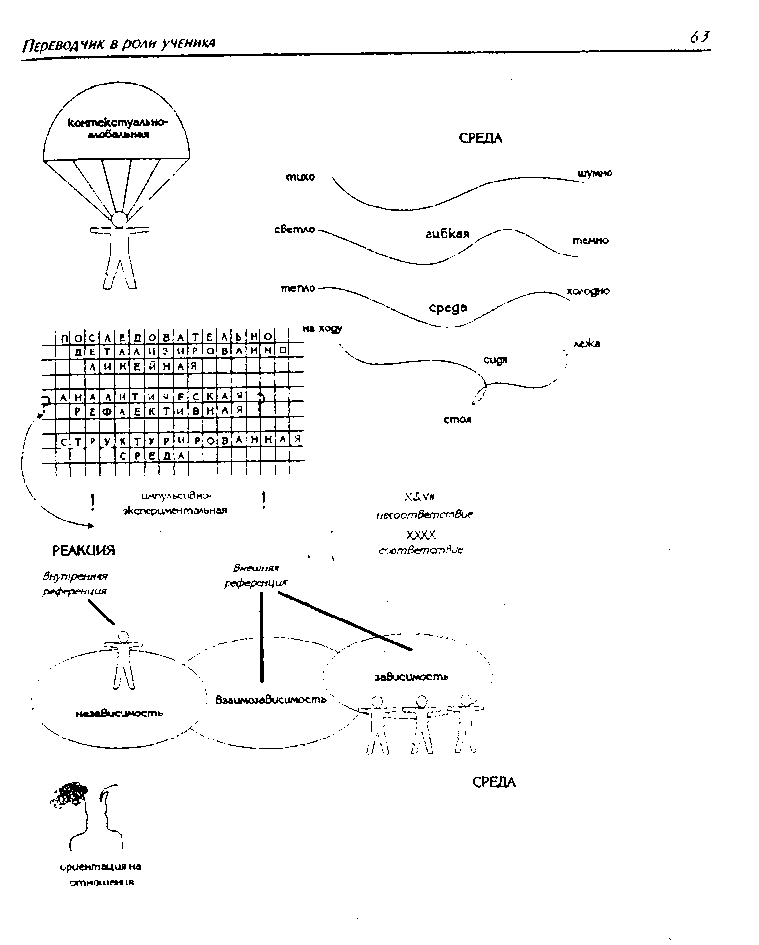 Переводчик в роли ученика
63
контекстуально-
глобальная
СРЕДА
тихо
шумно
светло
гибкая
темно
тепло
среда
холодно
на ходу
сидя
лежа
стол
ПОСЛЕДОВАТЕЛЬНО
ДЕТАЛИЗИРОВАННО
ЛИНЕЙНАЯ
АНАЛИТИЧЕСКАЯ
РЕФЛЕКТИВНАЯ
СТРУКТУРИРОВАННАЯ
СРЕДА
! импульсивно- !
экспериментальная
несоответствие
XXXX
соответствие
РЕАКЦИЯ
внутренняя
референция
внешняя
референция
независимость
взаимозависимость
зависимость
СРЕДА
ориентация на
отношения